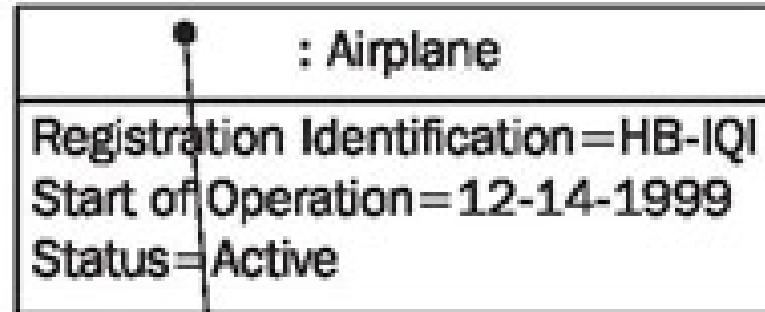 : Airplane
Registration Identification=HB-IQI
Start of Operation=12-14-1999
Status=Active